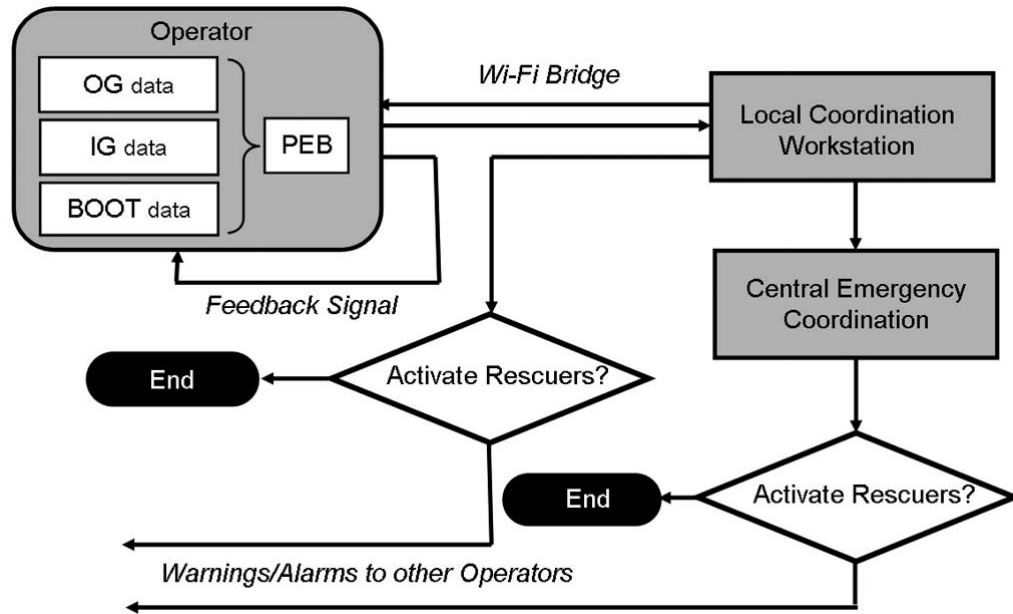 Operator
OG data
IG data
BOOT data
PEB
Wi-Fi Bridge
Local Coordination
Workstation
Feedback Signal
Central Emergency
Coordination
End
Activate Rescuers?
End
Activate Rescuers?
Warnings/Alarms to other Operators